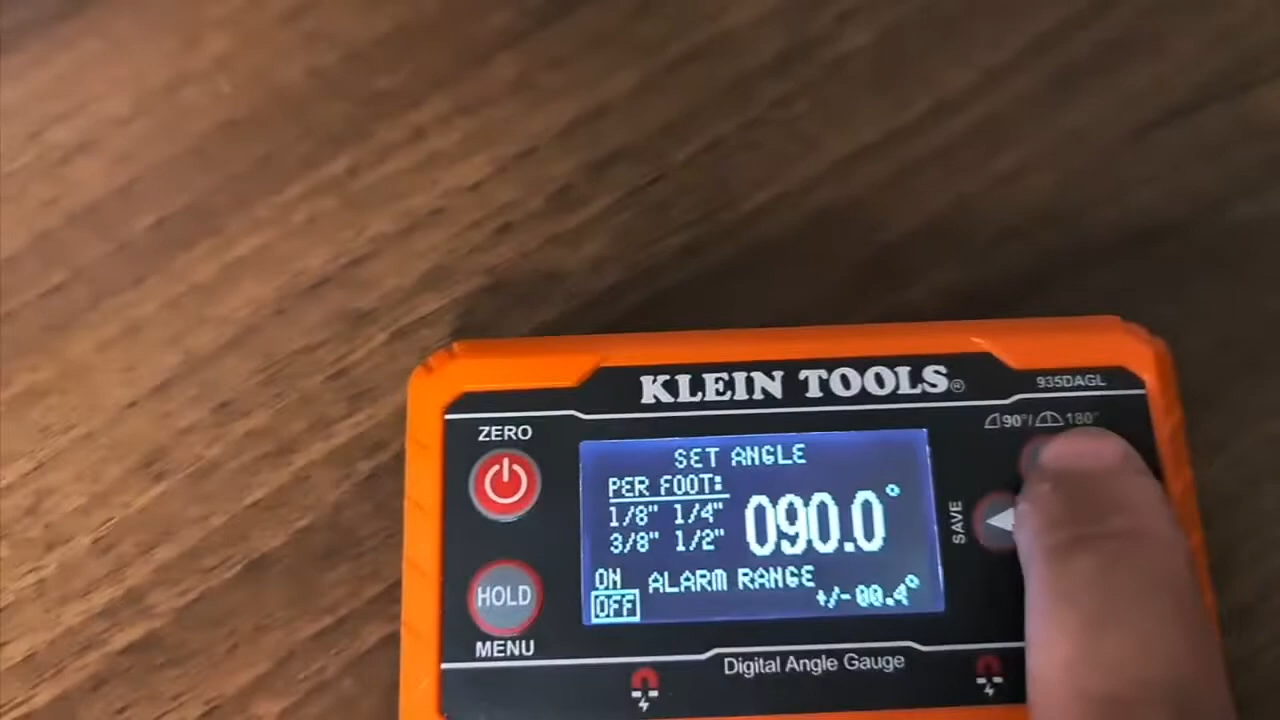 KLEIN TOOLS®
935DAGL
90°/180°
ZERO
HOLD
MENU
SET ANGLE
PER FOOT:
1/8" 1/4"
3/8" 1/2"
090.0°
ON
OFF
ALARM RANGE
+/-00.4°
SAVE
Digital Angle Gauge